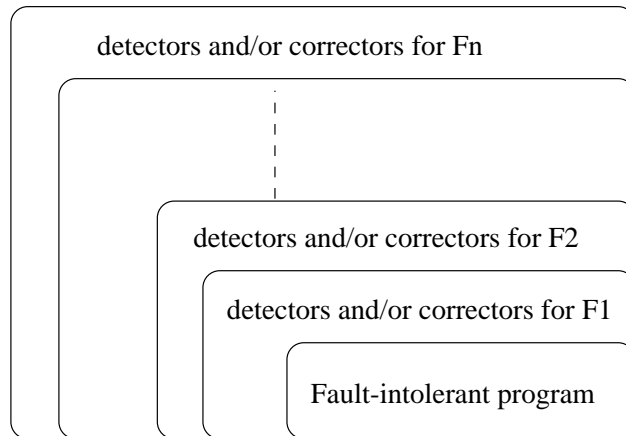 detectors and/or correctors for Fn
detectors and/or correctors for F2
detectors and/or correctors for F1
Fault-intolerant program